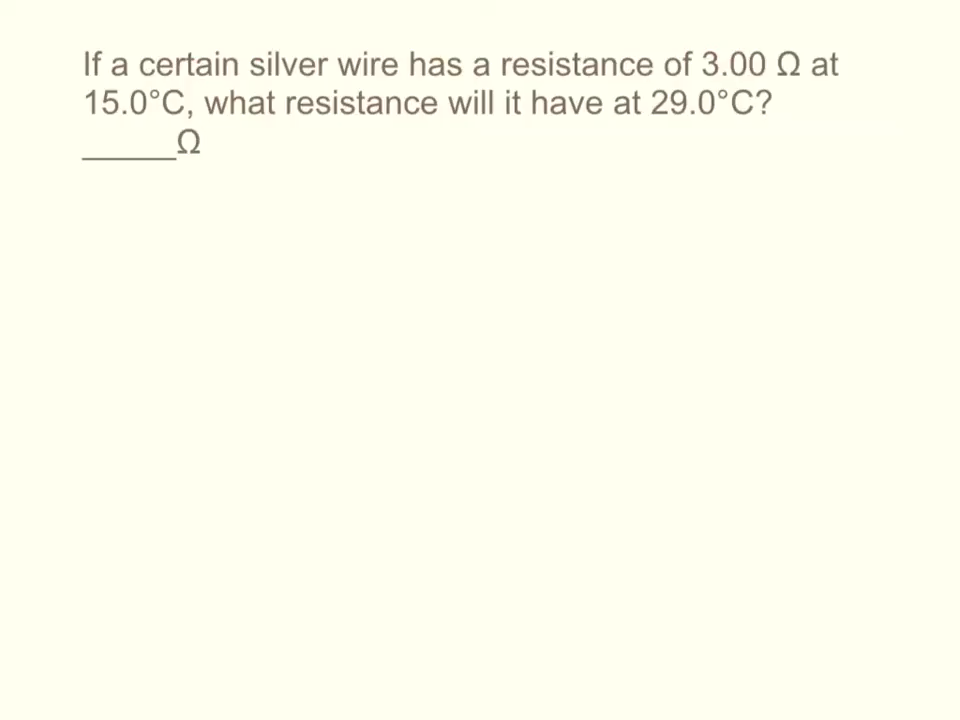 If a certain silver wire has a resistance of 3.00 Ω at
15.0°C, what resistance will it have at 29.0°C?
_____Ω